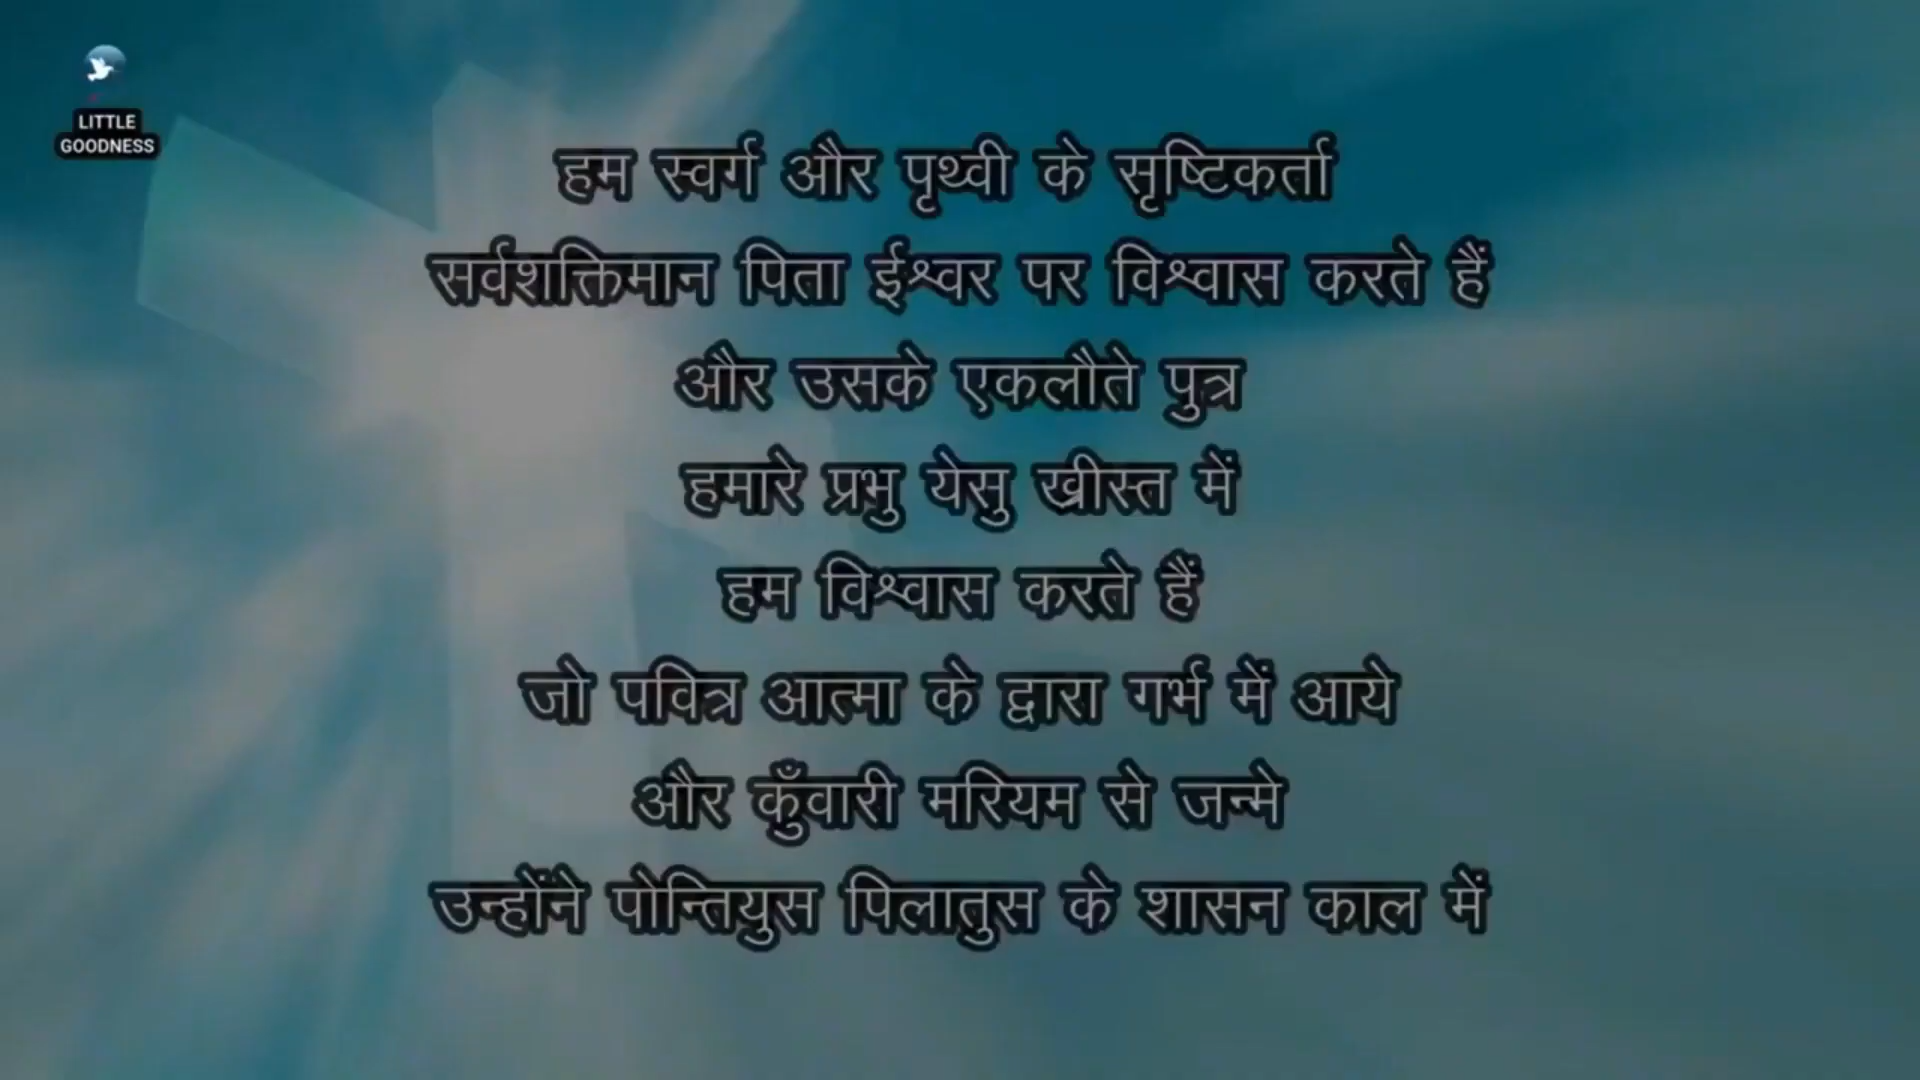 LITTLE
GOODNESS
हम स्वर्ग और पृथ्वी के सृष्टिकर्ता
सर्वशक्तिमान पिता ईश्वर पर विश्वास करते हैं
और उसके एकलौते पुत्र
हमारे प्रभु येसु ख्रीस्त में
हम विश्वास करते हैं
जो पवित्र आत्मा के द्वारा गर्भ में आये
और कुँवारी मरियम से जन्मे
उन्होंने पोन्तियुस पिलातुस के शासन काल में